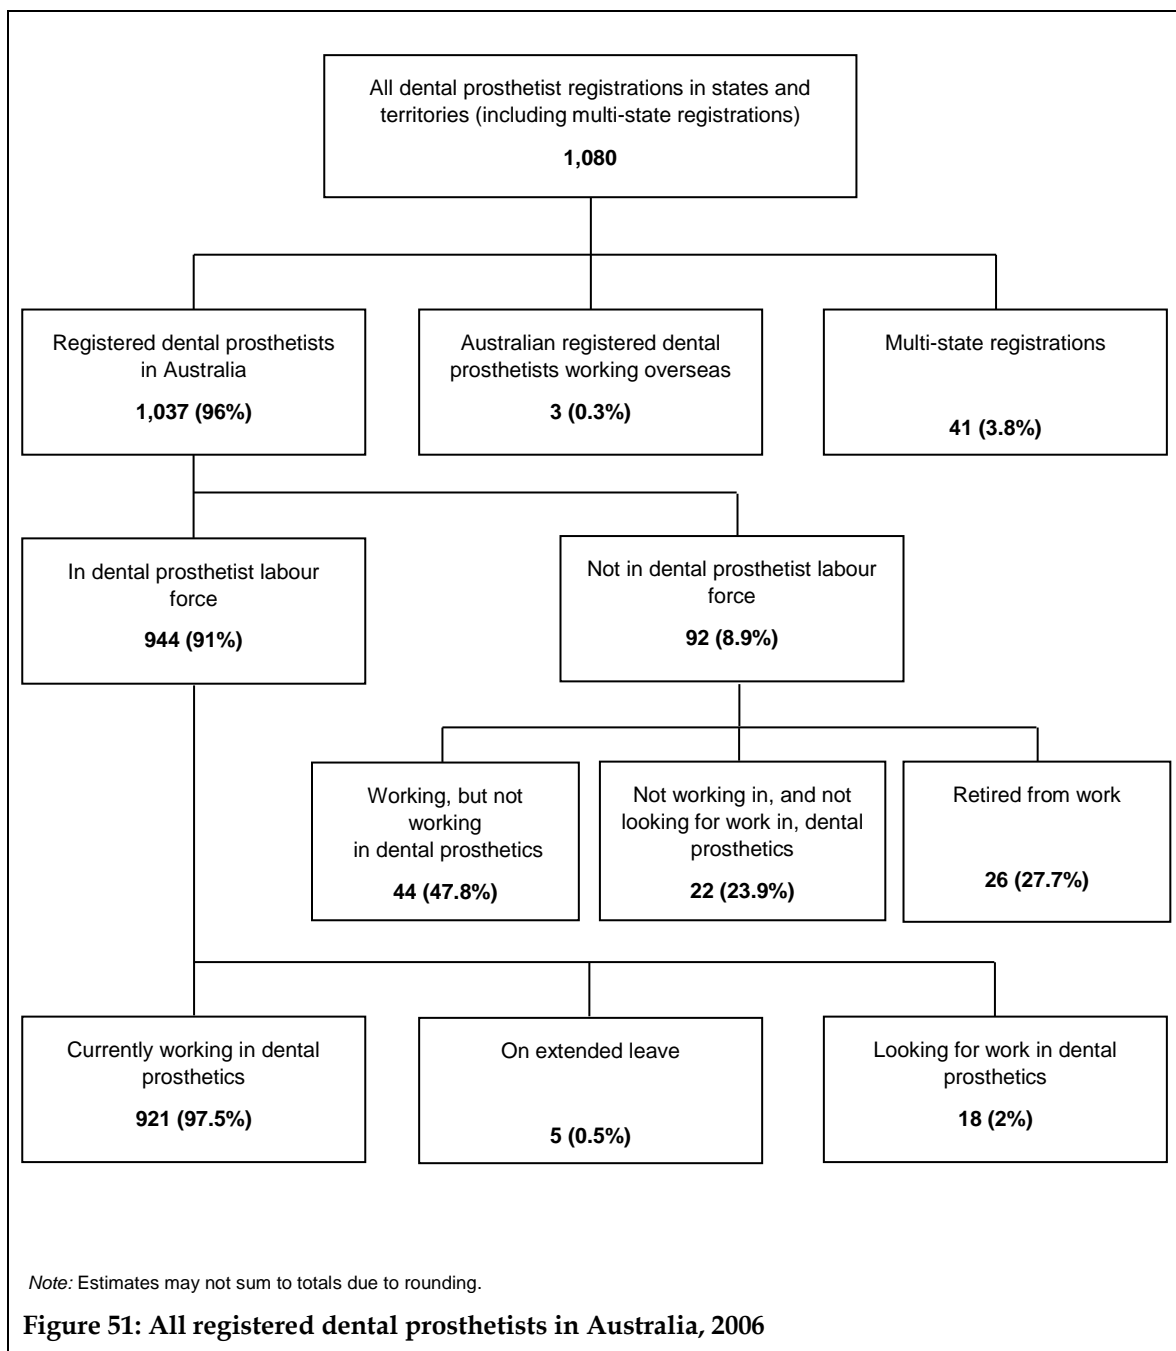 All dental prosthetist registrations in states and
territories (including multi-state registrations)
1,080
Registered dental prosthetists
in Australia
1,037 (96%)
Australian registered dental
prosthetists working overseas
3 (0.3%)
Multi-state registrations
41 (3.8%)
In dental prosthetist labour
force
944 (91%)
Not in dental prosthetist labour
force
92 (8.9%)
Working, but not
working
in dental prosthetics
44 (47.8%)
Not working in, and not
looking for work in, dental
prosthetics
22 (23.9%)
Retired from work
26 (27.7%)
Currently working in dental
prosthetics
921 (97.5%)
On extended leave
5 (0.5%)
Looking for work in dental
prosthetics
18 (2%)
Note: Estimates may not sum to totals due to rounding.
Figure 51: All registered dental prosthetists in Australia, 2006